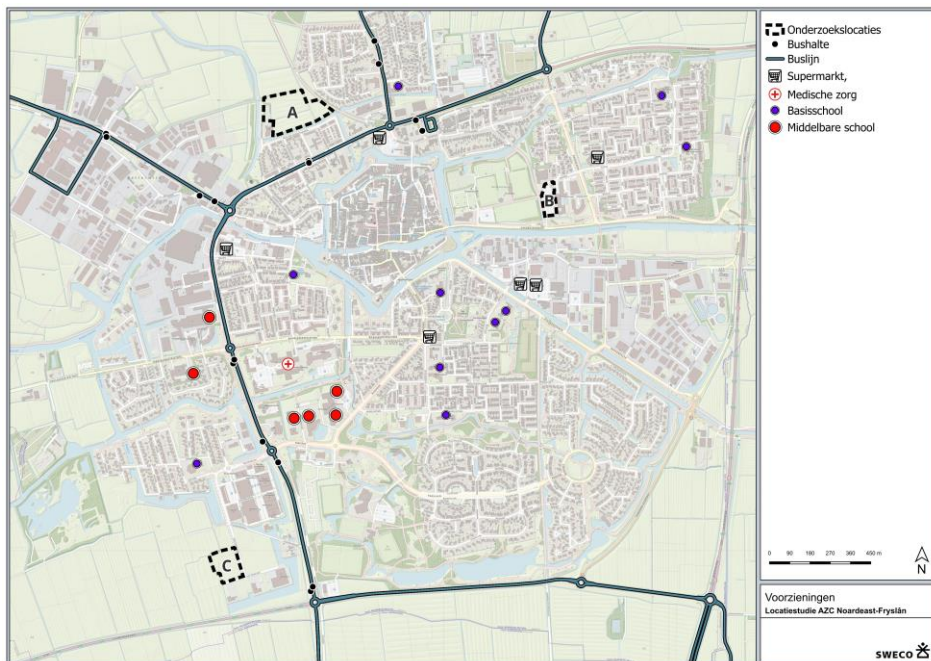 A
B
C
Onderzoekslocaties
Bushalte
Buslijn
Supermarkt,
Medische zorg
Basisschool
Middelbare school
0 90 180 270 360 450 m
N
Voorzieningen
Locatiestudie AZC Noardeast-Fryslân
SWECO